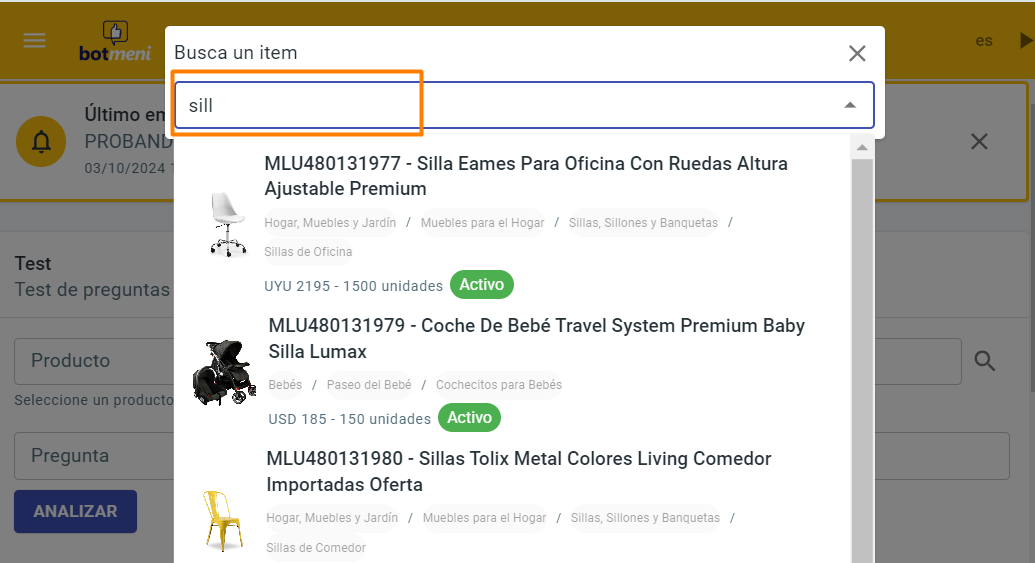 botmeni
es
Busca un item
sill
Último em
PROBAND
03/10/2024 1
MLU480131977 - Silla Eames Para Oficina Con Ruedas Altura
Ajustable Premium
Hogar, Muebles y Jardín / Muebles para el Hogar / Sillas, Sillones y Banquetas /
Sillas de Oficina
UYU 2195 - 1500 unidades Activo
MLU480131979 - Coche De Bebé Travel System Premium Baby
Silla Lumax
Bebés / Paseo del Bebé / Cochecitos para Bebés
USD 185 - 150 unidades Activo
MLU480131980 - Sillas Tolix Metal Colores Living Comedor
Importadas Oferta
Hogar, Muebles y Jardín / Muebles para el Hogar / Sillas, Sillones y Banquetas /
Sillas de Comedor
Test
Test de preguntas
Producto
Seleccione un producto
Pregunta
ANALIZAR